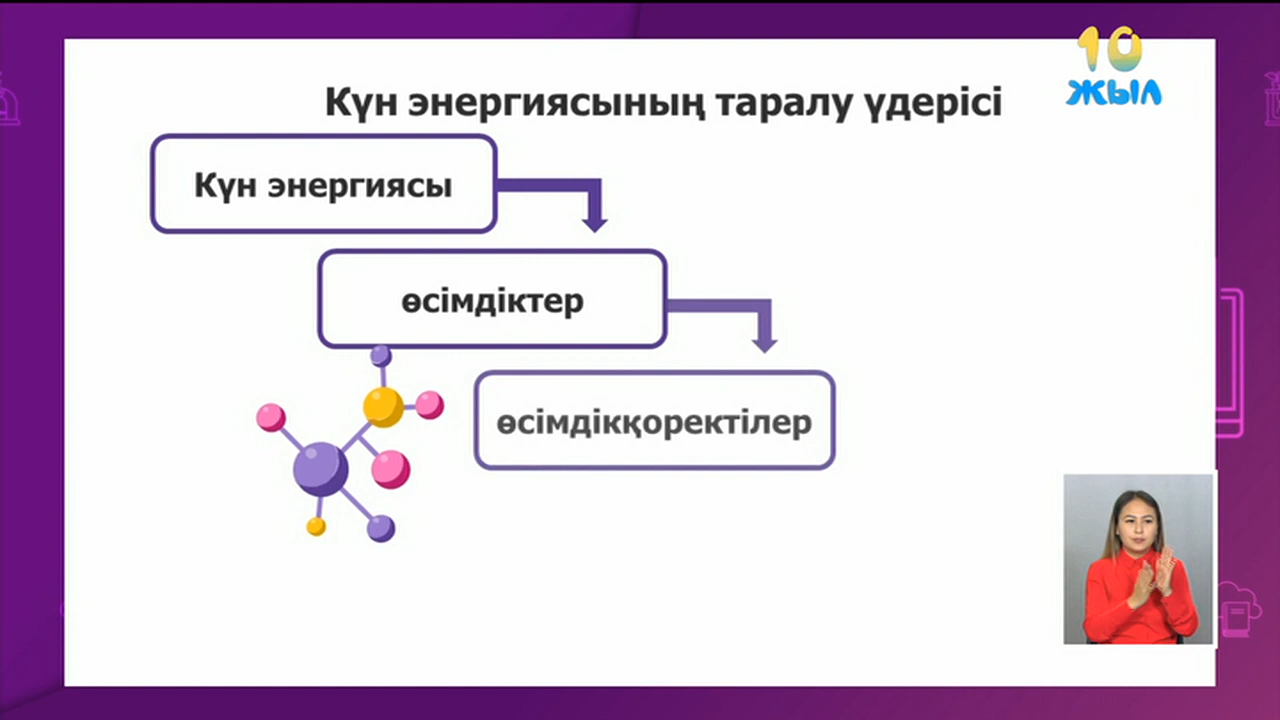 10
ЖЫЛ
Күн энергиясының таралу үдерісі
Күн энергиясы
өсімдіктер
өсімдікқоректілер